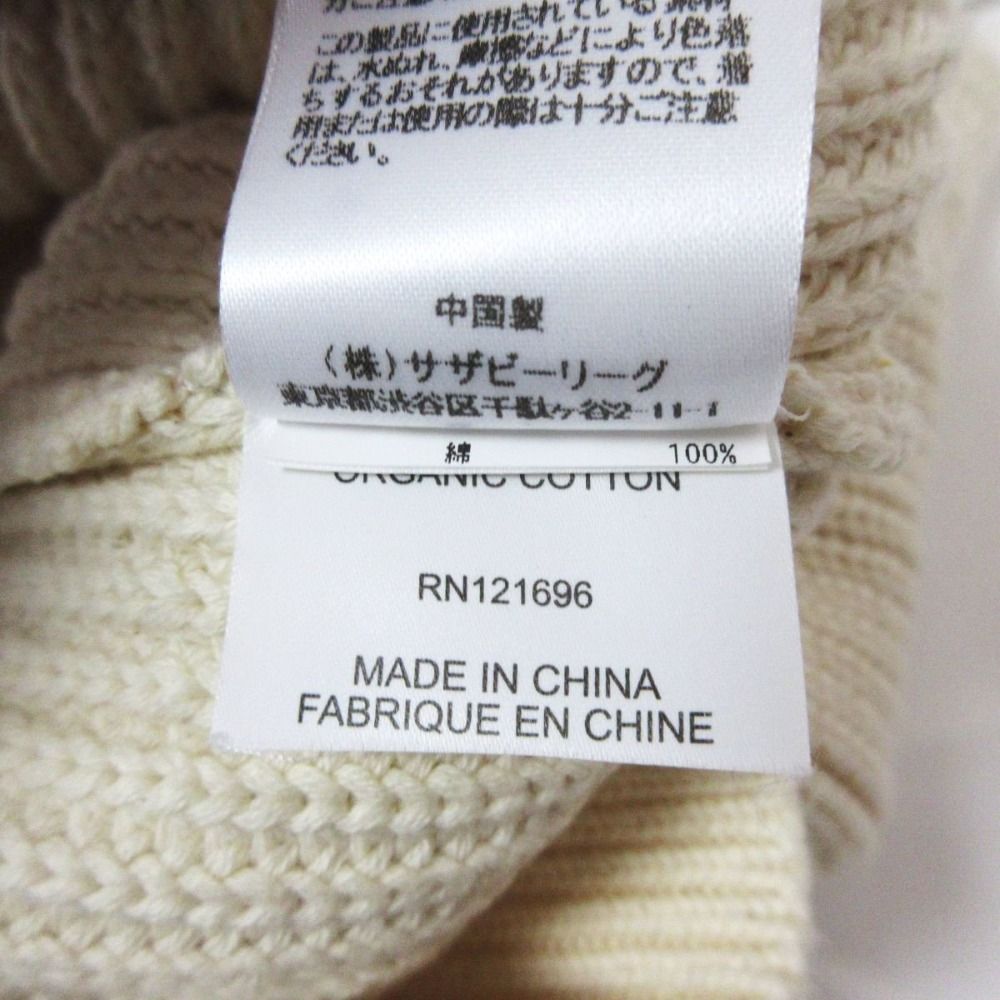 この製品に使用されている素材
は、水ぬれ、摩擦などにより色落
ちするおそれがありますので、着
用または使用の際は十分ご注意
ください。
中国製
(株)サザビーリーグ
東京都渋谷区千駄ヶ谷2-11-1
綿 100%
ORGANIC COTTON
RN121696
MADE IN CHINA
FABRIQUE EN CHINE